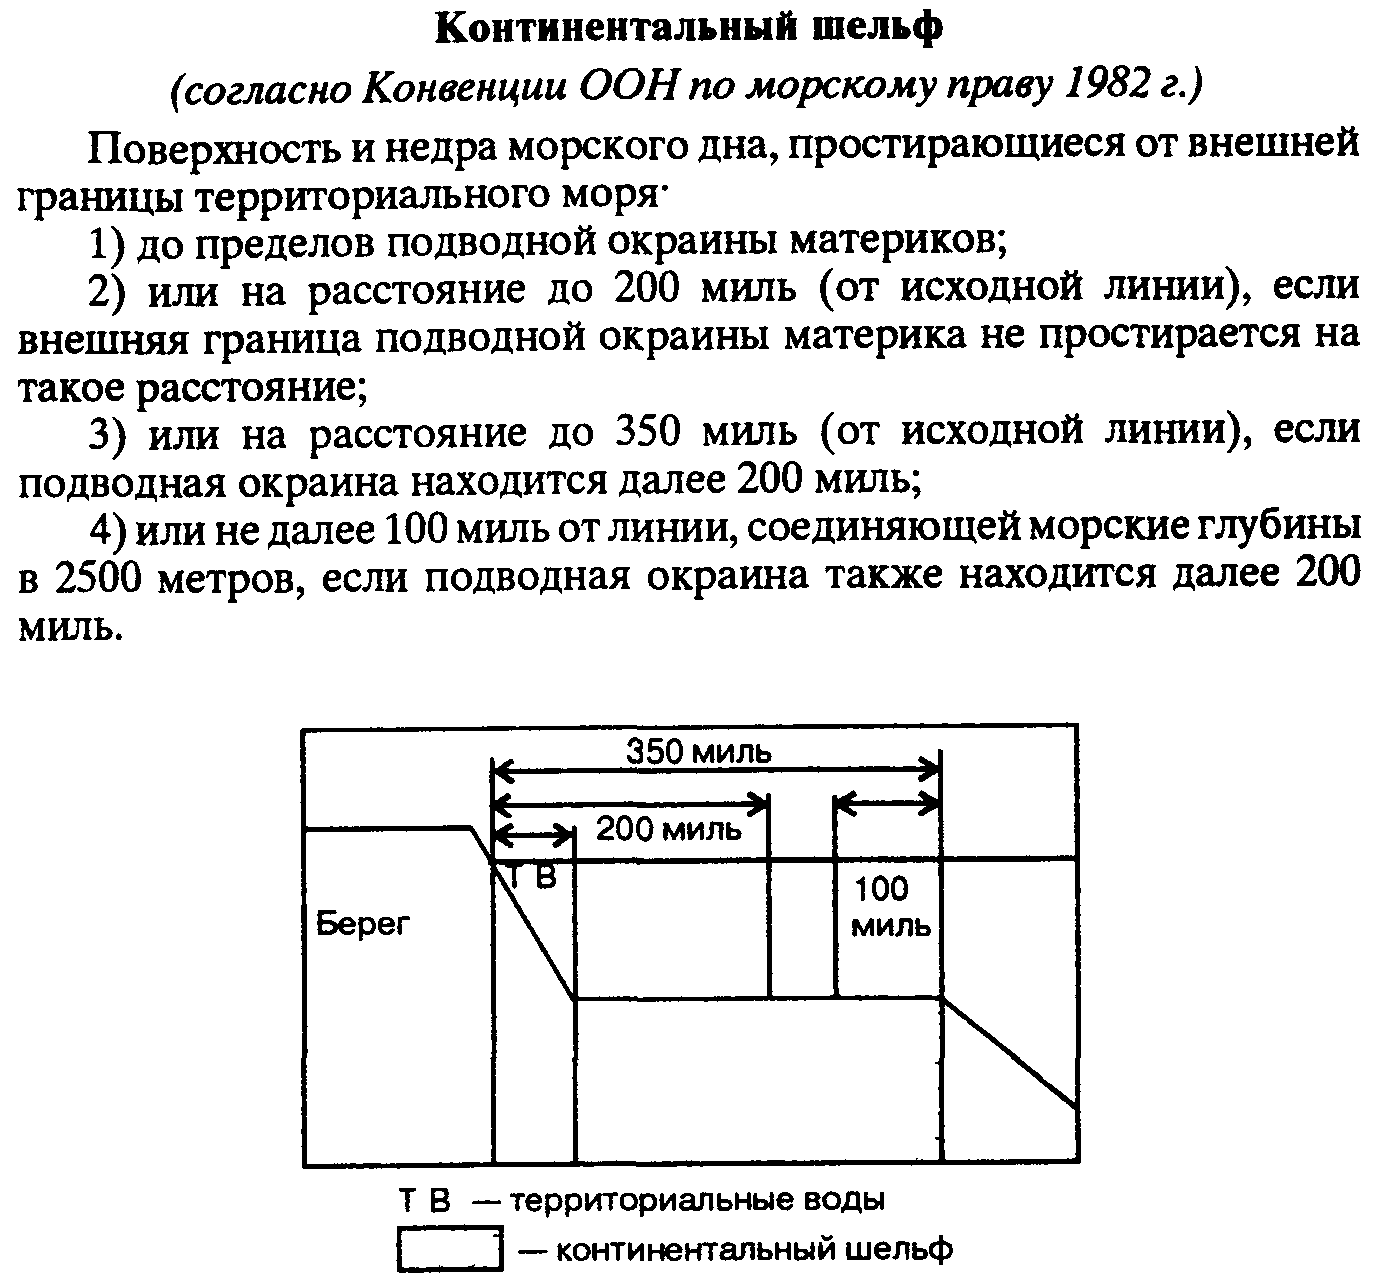 Континентальный шельф
(согласно Конвенции ООН по морскому праву 1982 г.)
Поверхность и недра морского дна, простирающиеся от внешней
границы территориального моря·
1) до пределов подводной окраины материков;
2) или на расстояние до 200 миль (от исходной линии), если
внешняя граница подводной окраины материка не простирается на
такое расстояние;
3) или на расстояние до 350 миль (от исходной линии), если
подводная окраина находится далее 200 миль;
4) или не далее 100 миль от линии, соединяющей морские глубины
в 2500 метров, если подводная окраина также находится далее 200
миль.
350 миль
200 миль
Т В
100
миль
Берег
Т В — территориальные воды
— континентальный шельф